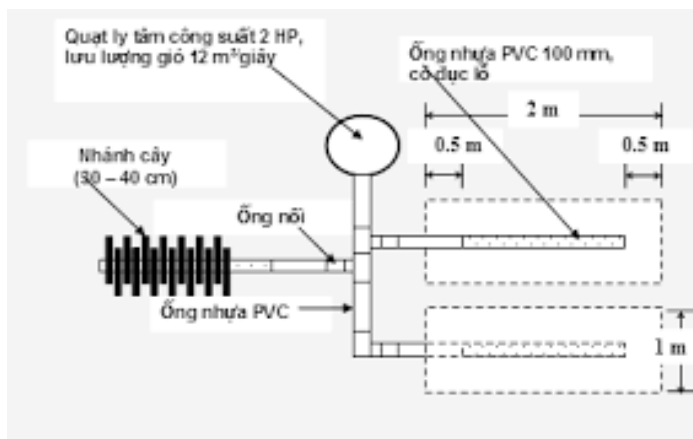 Quạt ly tâm công suất 2 HP,
lưu lượng gió 12 m³/giây
Ống nhựa PVC 100 mm,
có đục lỗ
2 m
0.5 m
0.5 m
Nhánh cây
(30 – 40 cm)
Ống nối
Ống nhựa PVC
1 m